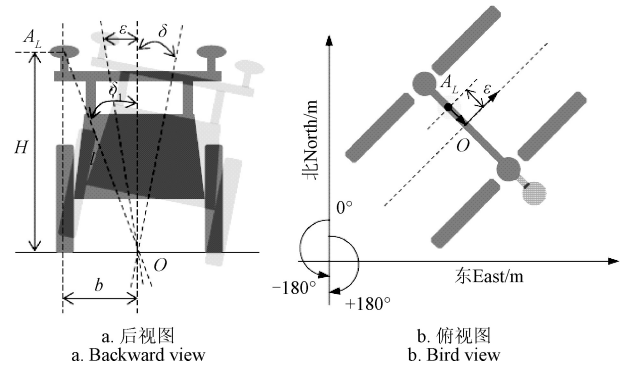 A_L
ε
δ
δ₁
H
l
O
b
a. 后视图
a. Backward view
北North/m
A_L
ε
O
0°
−180°
+180°
东East/m
b. 俯视图
b. Bird view